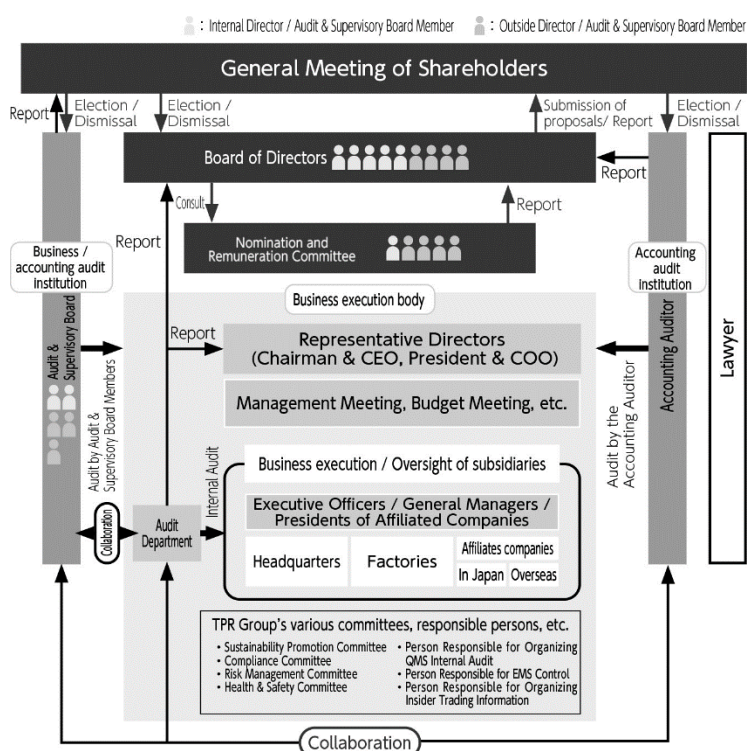 : Internal Director / Audit & Supervisory Board Member
: Outside Director / Audit & Supervisory Board Member
General Meeting of Shareholders
Report
Election /
Dismissal
Election /
Dismissal
Submission of
proposals/ Report
Election /
Dismissal
Board of Directors
Report
Consult
Report
Report
Nomination and
Remuneration Committee
Business /
accounting audit
institution
Accounting
audit
institution
Lawyer
Business execution body
Audit &
Supervisory Board
Report
Representative Directors
(Chairman & CEO, President & COO)
Accounting Auditor
Management Meeting, Budget Meeting, etc.
Audit by Audit &
Supervisory Board Members
Audit by the
Accounting Auditor
Internal Audit
Business execution / Oversight of subsidiaries
Executive Officers / General Managers /
Presidents of Affiliated Companies
Collaboration
Audit
Department
Headquarters
Factories
Affiliates companies
In Japan
Overseas
TPR Group's various committees, responsible persons, etc.
• Sustainability Promotion Committee
• Compliance Committee
• Risk Management Committee
• Health & Safety Committee
• Person Responsible for Organizing
QMS Internal Audit
• Person Responsible for EMS Control
• Person Responsible for Organizing
Insider Trading Information
Collaboration